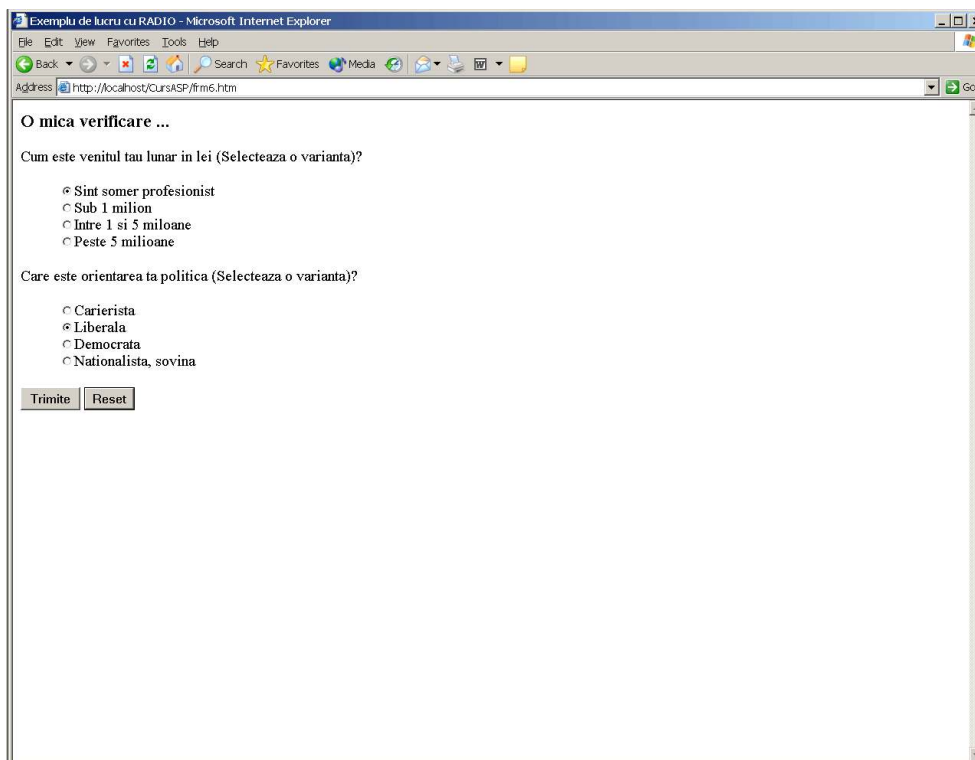 Exemplu de lucru cu RADIO - Microsoft Internet Explorer
File Edit View Favorites Tools Help
Back Search Favorites Media W
Address http://localhost/CursASP/frm6.htm Go
O mica verificare ...
Cum este venitul tau lunar in lei (Selecteaza o varianta)?
Sint somer profesionist
Sub 1 milion
Intre 1 si 5 miloane
Peste 5 milioane
Care este orientarea ta politica (Selecteaza o varianta)?
Carierista
Liberala
Democrata
Nationalista, sovina
Trimite Reset